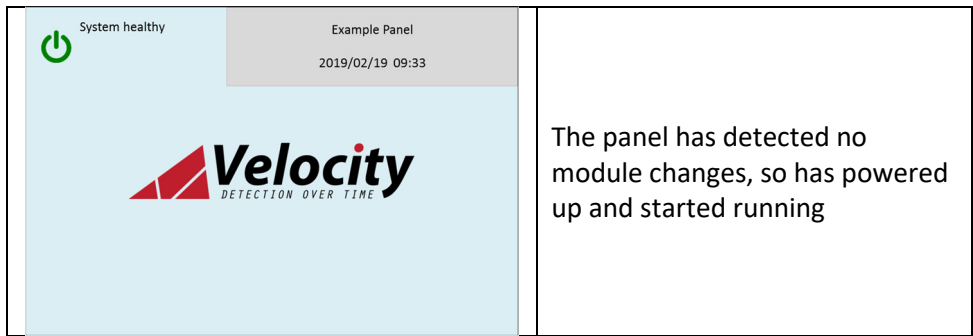 System healthy
Example Panel
2019/02/19 09:33
Velocity
DETECTION OVER TIME
The panel has detected no
module changes, so has powered
up and started running